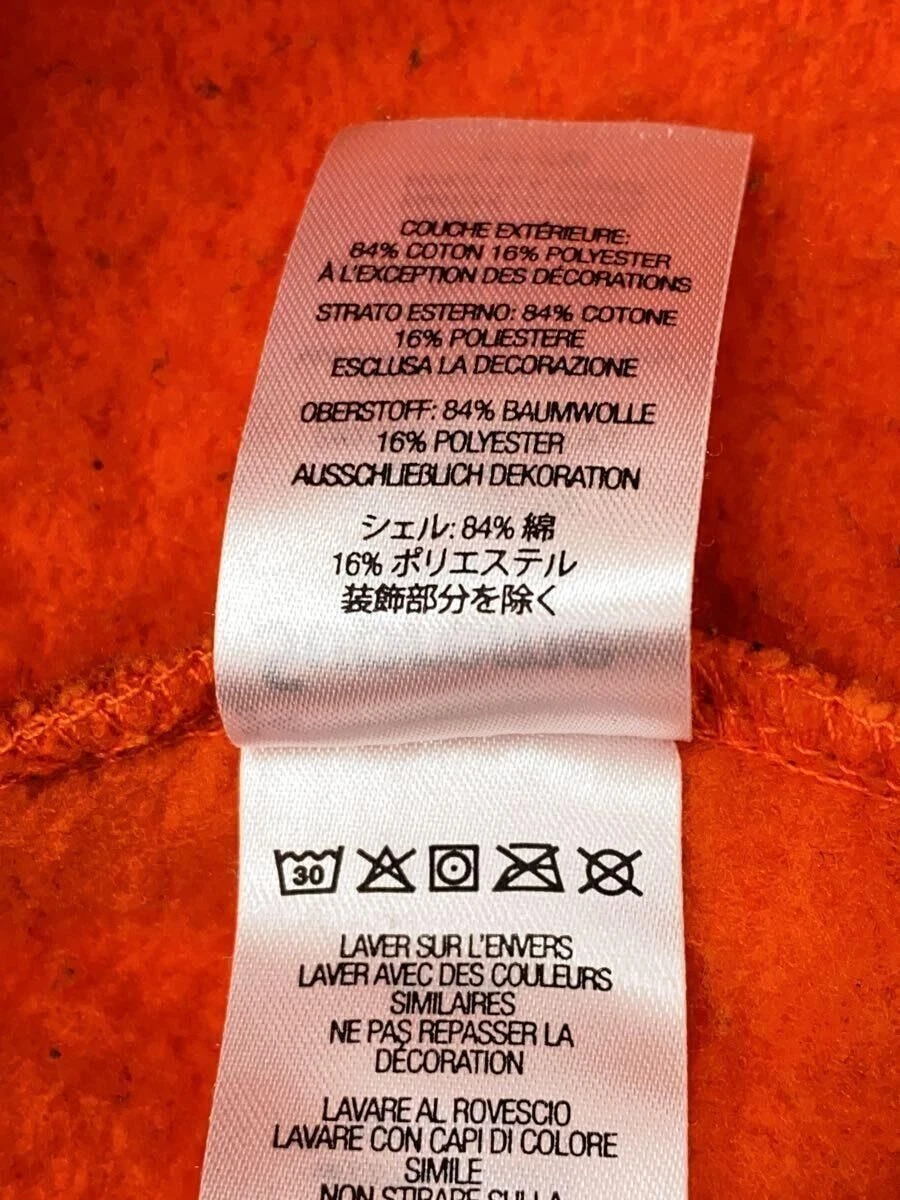 COUCHE EXTÉRIEURE:
84% COTON 16% POLYESTER
À L'EXCEPTION DES DÉCORATIONS
STRATO ESTERNO: 84% COTONE
16% POLIESTERE
ESCLUSA LA DECORAZIONE
OBERSTOFF: 84% BAUMWOLLE
16% POLYESTER
AUSSCHLIEßLICH DEKORATION
シェル: 84% 綿
16% ポリエステル
装飾部分を除く
30
LAVER SUR L'ENVERS
LAVER AVEC DES COULEURS
SIMILAIRES
NE PAS REPASSER LA
DÉCORATION
LAVARE AL ROVESCIO
LAVARE CON CAPI DI COLORE
SIMILE
NON STIRARE SULLA